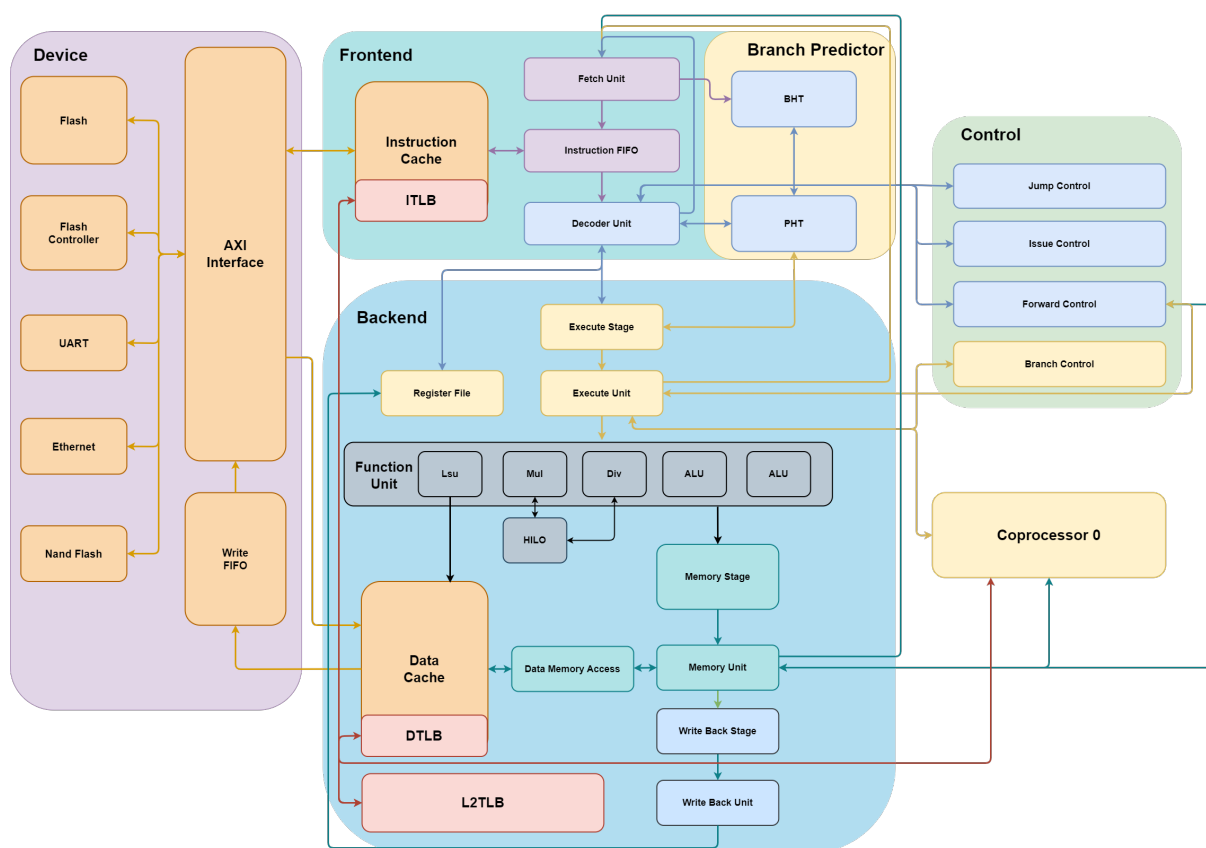 Device
Flash
Flash
Controller
UART
Ethernet
Nand Flash
AXI
Interface
Write
FIFO
Frontend
Instruction
Cache
ITLB
Fetch Unit
Instruction FIFO
Decoder Unit
Branch Predictor
BHT
PHT
Control
Jump Control
Issue Control
Forward Control
Branch Control
Backend
Execute Stage
Register File
Execute Unit
Function
Unit
Lsu
Mul
Div
ALU
ALU
HILO
Coprocessor 0
Memory Stage
Data
Cache
DTLB
Data Memory Access
Memory Unit
Write Back Stage
L2TLB
Write Back Unit